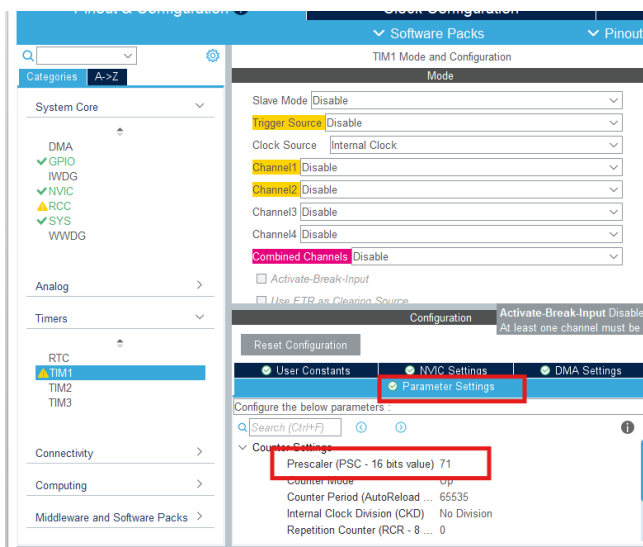 Pinout & Configuration
Clock Configuration
Software Packs
Pinout
TIM1 Mode and Configuration
Categories A->Z
Mode
System Core
Slave Mode Disable
Trigger Source Disable
DMA
Clock Source Internal Clock
GPIO
IWDG
Channel1 Disable
NVIC
RCC
Channel2 Disable
SYS
WWDG
Channel3 Disable
Channel4 Disable
Combined Channels Disable
Activate-Break-Input
Analog
Use ETR as Clearing Source
Timers
Configuration
Activate-Break-Input Disable
At least one channel must be
Reset Configuration
RTC
TIM1
TIM2
TIM3
User Constants
NVIC Settings
DMA Settings
Parameter Settings
Configure the below parameters :
Search (Ctrl+F)
Counter Settings
Prescaler (PSC - 16 bits value) 71
Counter Mode Up
Counter Period (AutoReload ... 65535
Internal Clock Division (CKD) No Division
Repetition Counter (RCR - 8 ... 0
Connectivity
Computing
Middleware and Software Packs